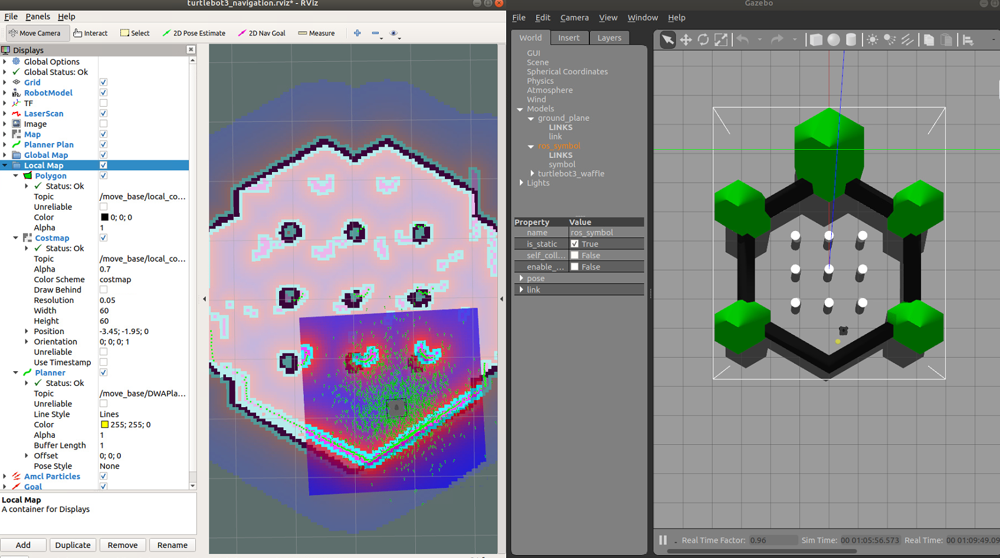 turtlebot3_navigation.rviz* - RViz
File Panels Help
Move Camera Interact Select 2D Pose Estimate 2D Nav Goal Measure
Displays
Global Options
Global Status: Ok
Grid
RobotModel
TF
LaserScan
Image
Map
Planner Plan
Global Map
Local Map
Polygon
Status: Ok
Topic /move_base/local_co...
Unreliable
Color 0; 0; 0
Alpha 1
Costmap
Status: Ok
Topic /move_base/local_co...
Alpha 0.7
Color Scheme costmap
Draw Behind
Resolution 0.05
Width 60
Height 60
Position -3.45; -1.95; 0
Orientation 0; 0; 0; 1
Unreliable
Use Timestamp
Planner
Status: Ok
Topic /move_base/DWAPla...
Unreliable
Line Style Lines
Color 255; 255; 0
Alpha 1
Buffer Length 1
Offset 0; 0; 0
Pose Style None
Amcl Particles
Goal
Local Map
A container for Displays
Add Duplicate Remove Rename
Gazebo
File Edit Camera View Window Help
World Insert Layers
GUI
Scene
Spherical Coordinates
Physics
Atmosphere
Wind
Models
ground_plane
LINKS
link
ros_symbol
LINKS
symbol
turtlebot3_waffle
Lights
Property Value
name ros_symbol
is_static True
self_coll... False
enable_... False
pose
link
Real Time Factor: 0.96 Sim Time: 00 01:05:56.573 Real Time: 00 01:09:49.09